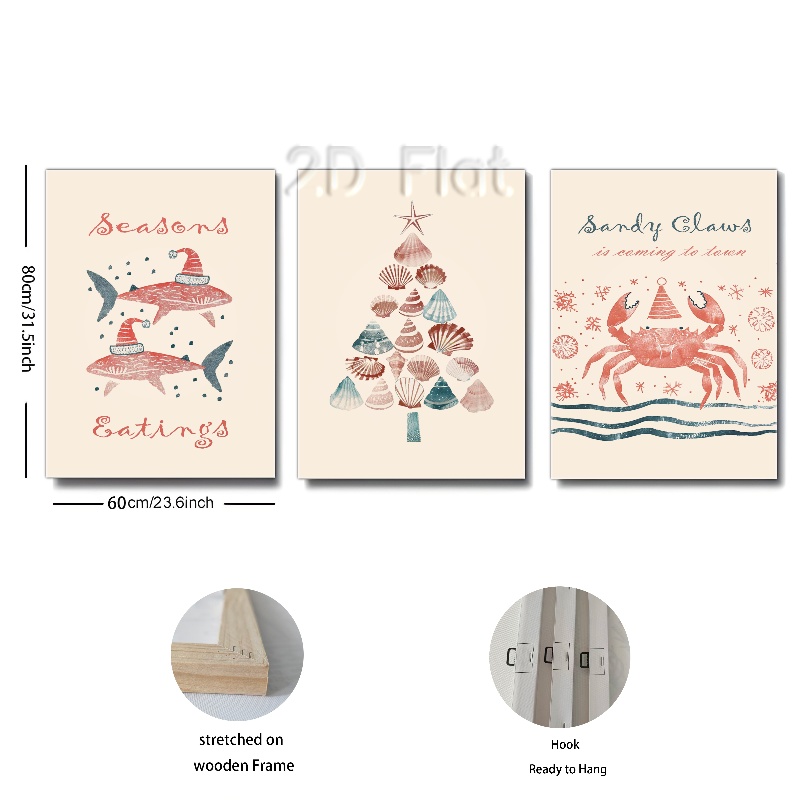 2D Flat
Seasons
Eatings
Sandy Claws
is coming to town
80cm/31.5inch
60cm/23.6inch
stretched on
wooden Frame
Hook
Ready to Hang